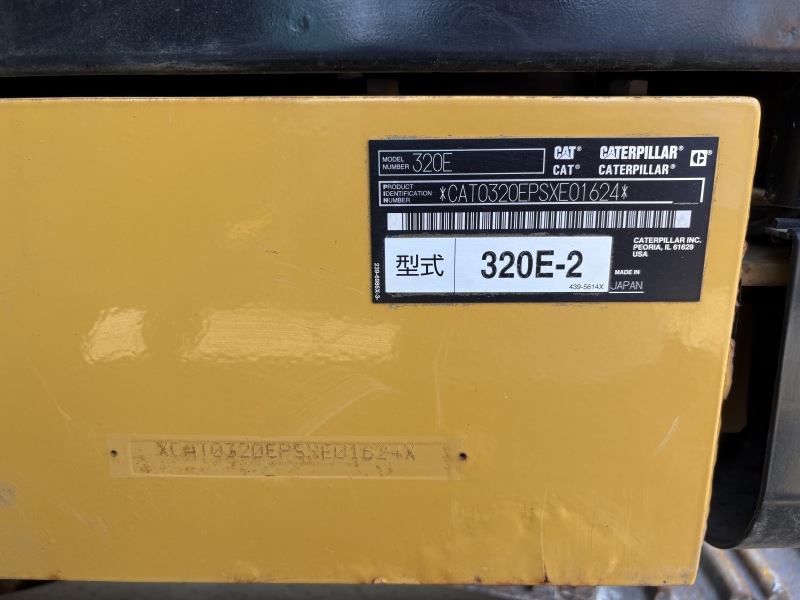 MODEL NUMBER 320E
CAT® CATERPILLAR®
CAT® CATERPILLAR®
PRODUCT IDENTIFICATION NUMBER *CAT0320EPSXE01624*
CATERPILLAR INC.
PEORIA, IL 61629
USA
型式 320E-2
439-5614X
MADE IN
JAPAN
XCAT0320EPSXE01624X